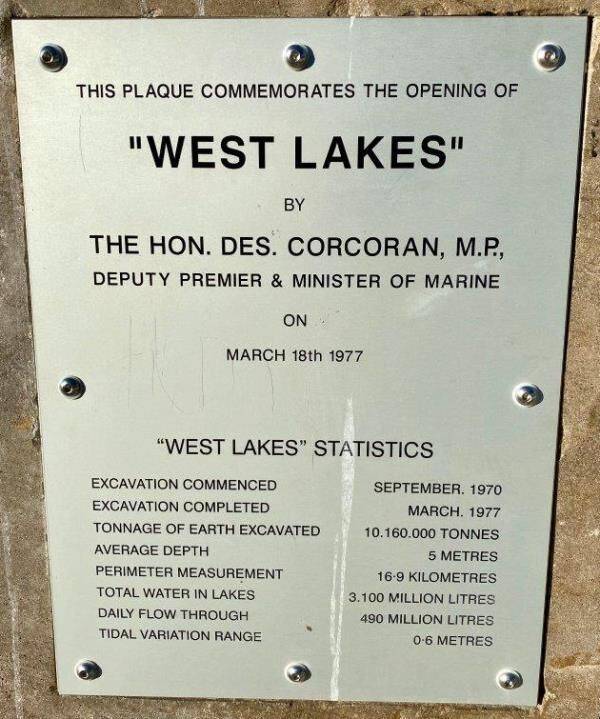 THIS PLAQUE COMMEMORATES THE OPENING OF
"WEST LAKES"
BY
THE HON. DES. CORCORAN, M.P.,
DEPUTY PREMIER & MINISTER OF MARINE
ON
MARCH 18th 1977
“WEST LAKES” STATISTICS
EXCAVATION COMMENCED SEPTEMBER. 1970
EXCAVATION COMPLETED MARCH. 1977
TONNAGE OF EARTH EXCAVATED 10.160.000 TONNES
AVERAGE DEPTH 5 METRES
PERIMETER MEASUREMENT 16·9 KILOMETRES
TOTAL WATER IN LAKES 3.100 MILLION LITRES
DAILY FLOW THROUGH 490 MILLION LITRES
TIDAL VARIATION RANGE 0·6 METRES